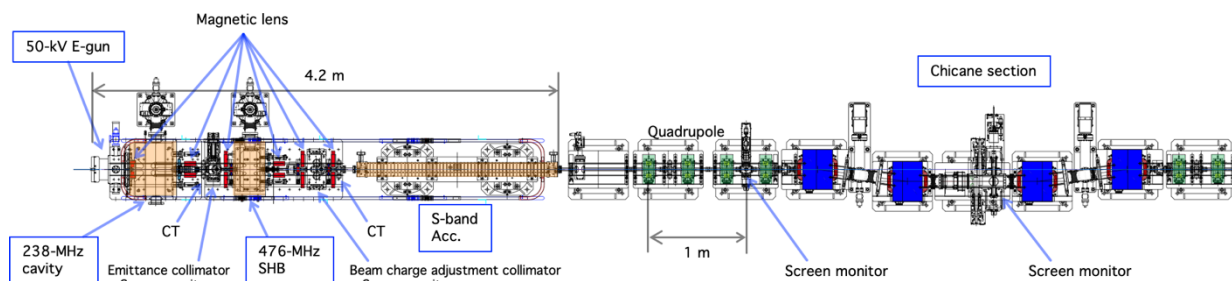 Magnetic lens
50-kV E-gun
4.2 m
Chicane section
Quadrupole
CT
CT
S-band
Acc.
238-MHz
cavity
Emittance collimator
476-MHz
SHB
Beam charge adjustment collimator
1 m
Screen monitor
Screen monitor